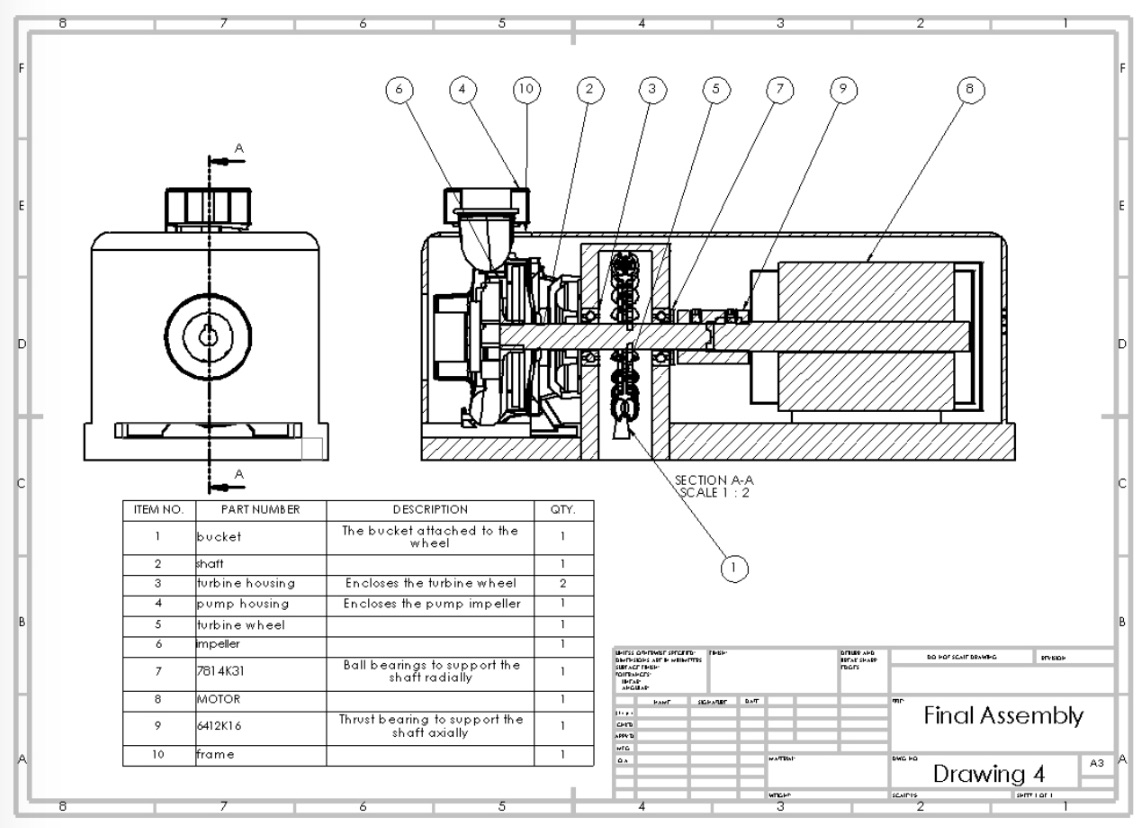 8 7 6 5 4 3 2 1
F F
6 4 10 2 3 5 7 9 8
A
E E
D D
A
C C
SECTION A-A
SCALE 1 : 2
ITEM NO. PART NUMBER DESCRIPTION QTY.
1 bucket The bucket attached to the wheel 1
2 shaft 1
3 turbine housing Encloses the turbine wheel 2
4 pump housing Encloses the pump impeller 1
5 turbine wheel 1
6 impeller 1
7 7814K31 Ball bearings to support the shaft radially 1
8 MOTOR 1
9 6412K16 Thrust bearing to support the shaft axially 1
10 frame 1
1
B B
UNLESS OTHERWISE SPECIFIED:
DIMENSIONS ARE IN MILLIMETERS
SURFACE FINISH:
TOLERANCES:
LINEAR:
ANGULAR:
FINISH:
DEBURR AND
BREAK SHARP
EDGES
DO NOT SCALE DRAWING REVISION
NAME SIGNATURE DATE
TITLE:
Final Assembly
CHK'D
APPV'D
MFG
Q.A
MATERIAL:
DWG NO.
Drawing 4
A3
A A
WEIGHT:
SCALE:1:5
SHEET 1 OF 1
8 7 6 5 4 3 2 1